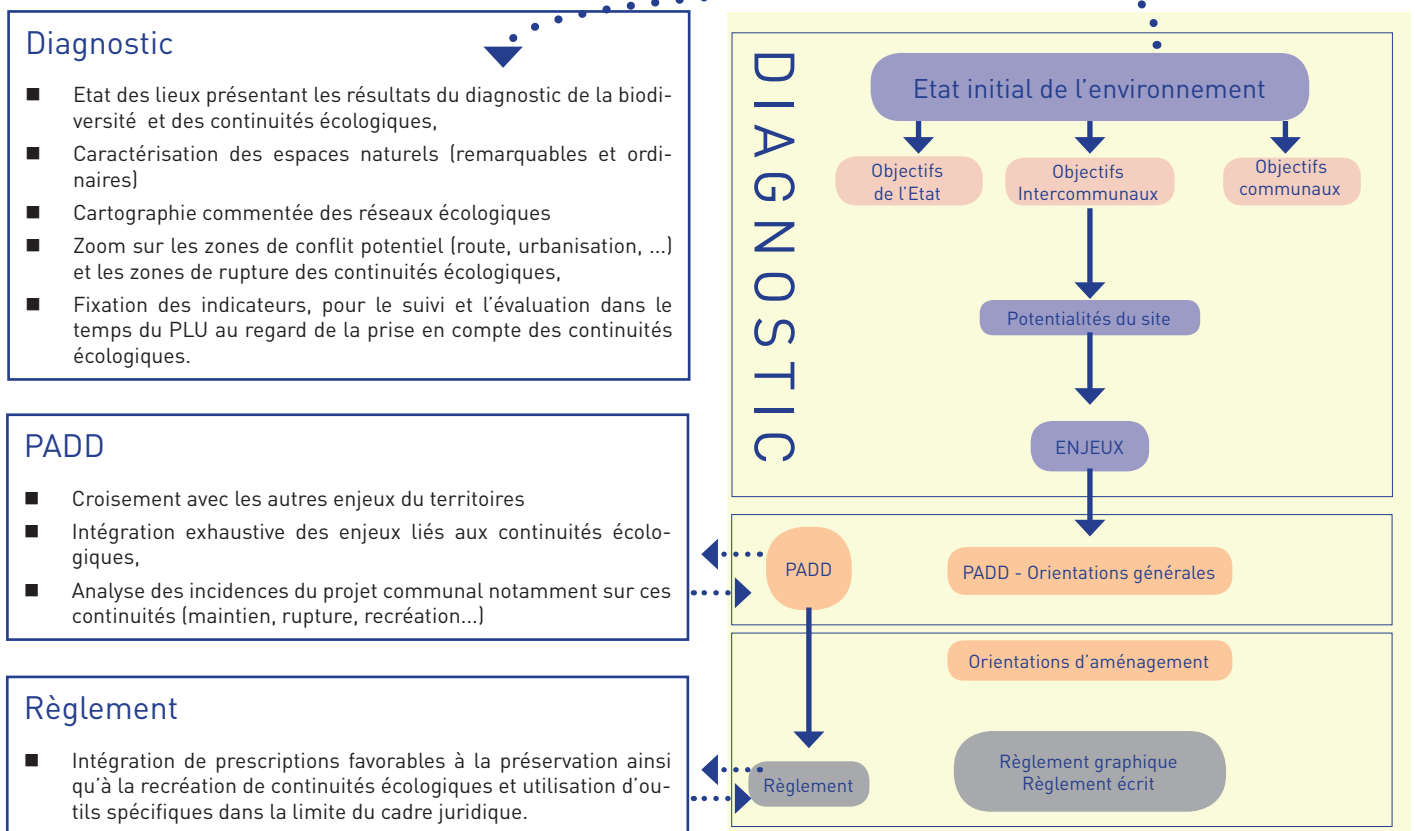 Diagnostic
■ Etat des lieux présentant les résultats du diagnostic de la biodi-
versité et des continuités écologiques,
■ Caractérisation des espaces naturels (remarquables et ordi-
naires)
■ Cartographie commentée des réseaux écologiques
■ Zoom sur les zones de conflit potentiel (route, urbanisation, ...)
et les zones de rupture des continuités écologiques,
■ Fixation des indicateurs, pour le suivi et l'évaluation dans le
temps du PLU au regard de la prise en compte des continuités
écologiques.
PADD
■ Croisement avec les autres enjeux du territoires
■ Intégration exhaustive des enjeux liés aux continuités écolo-
giques,
■ Analyse des incidences du projet communal notamment sur ces
continuités (maintien, rupture, recréation...)
Règlement
■ Intégration de prescriptions favorables à la préservation ainsi
qu'à la recréation de continuités écologiques et utilisation d'ou-
tils spécifiques dans la limite du cadre juridique.
DIAGNOSTIC
Etat initial de l'environnement
Objectifs
de l'Etat
Objectifs
Intercommunaux
Objectifs
communaux
Potentialités du site
ENJEUX
PADD
PADD - Orientations générales
Orientations d'aménagement
Règlement
Règlement graphique
Règlement écrit